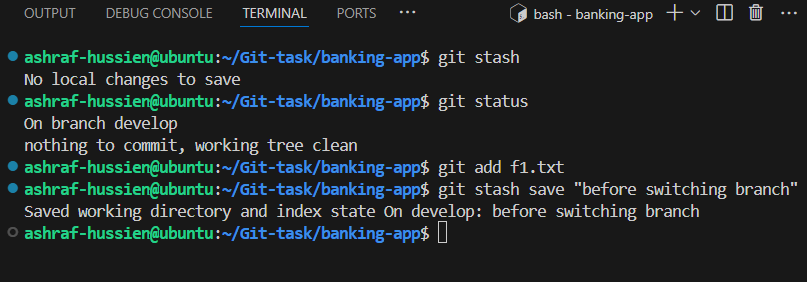 OUTPUT DEBUG CONSOLE TERMINAL PORTS ··· bash - banking-app
ashraf-hussien@ubuntu:~/Git-task/banking-app$ git stash
No local changes to save
ashraf-hussien@ubuntu:~/Git-task/banking-app$ git status
On branch develop
nothing to commit, working tree clean
ashraf-hussien@ubuntu:~/Git-task/banking-app$ git add f1.txt
ashraf-hussien@ubuntu:~/Git-task/banking-app$ git stash save "before switching branch"
Saved working directory and index state On develop: before switching branch
ashraf-hussien@ubuntu:~/Git-task/banking-app$